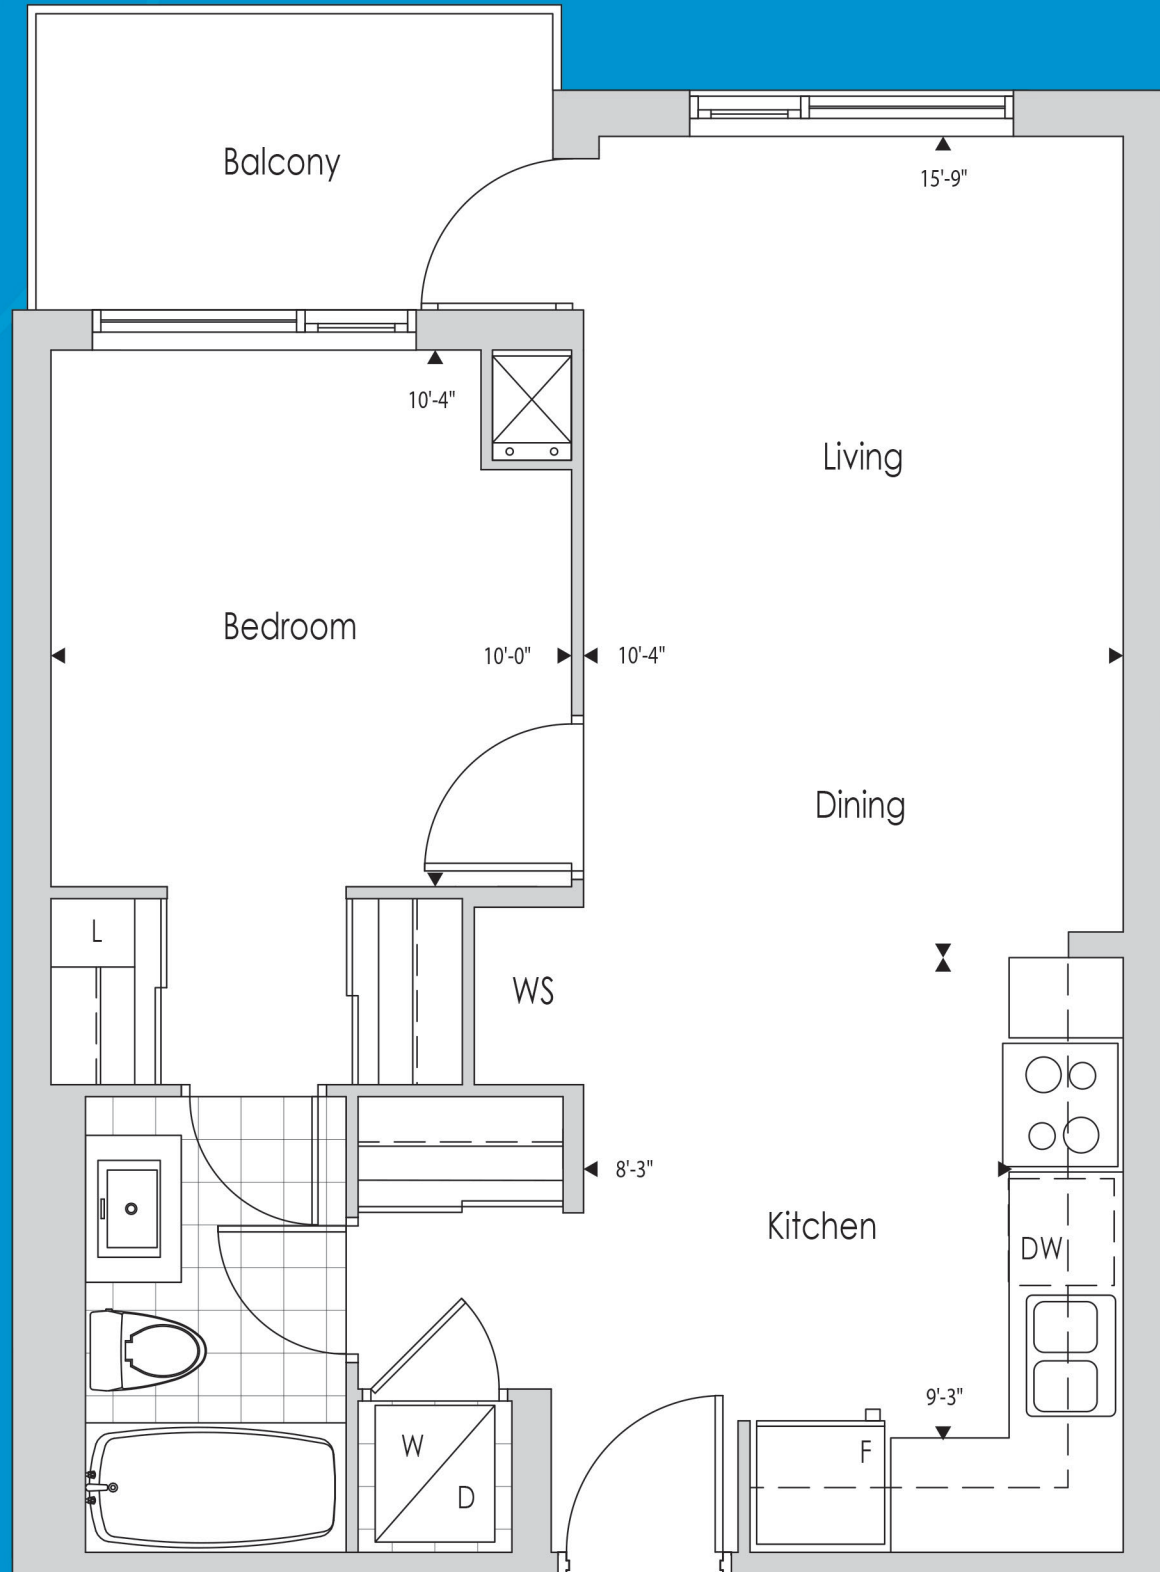 Balcony
15'-9"
10'-4"
Living
Bedroom
10'-0"
10'-4"
Dining
L
WS
8'-3"
Kitchen
DW
9'-3"
W
F
D